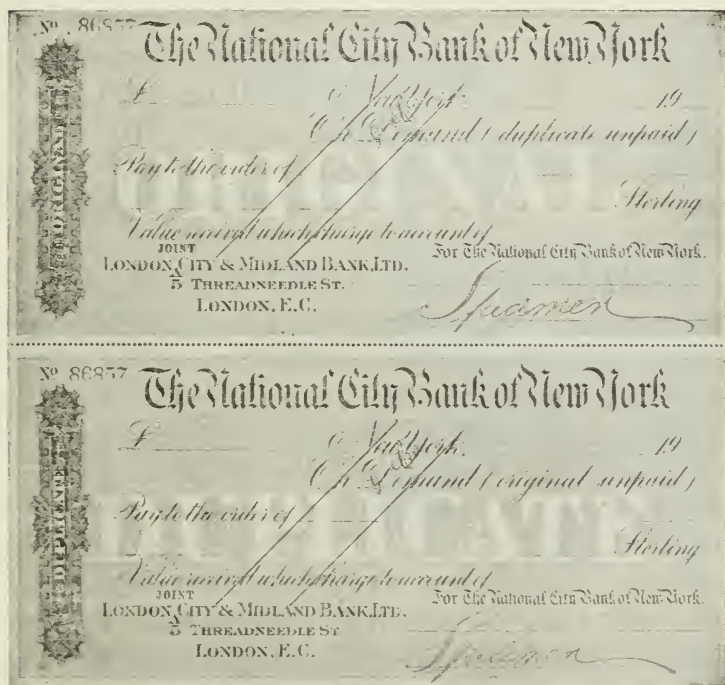 No 86857
The National City Bank of New York
£ New York, 19
On Demand (duplicate unpaid)
Pay to the order of
Sterling
Value received which charge to account of
JOINT
LONDON, CITY & MIDLAND BANK, LTD.
5 THREADNEEDLE ST.
LONDON, E.C.
For The National City Bank of New York.
Specimen
ORIGINAL
No 86857
The National City Bank of New York
£ New York, 19
On Demand (original unpaid)
Pay to the order of
Sterling
Value received which charge to account of
JOINT
LONDON, CITY & MIDLAND BANK, LTD.
5 THREADNEEDLE ST
LONDON, E.C.
For The National City Bank of New York.
Specimen
DUPLICATE